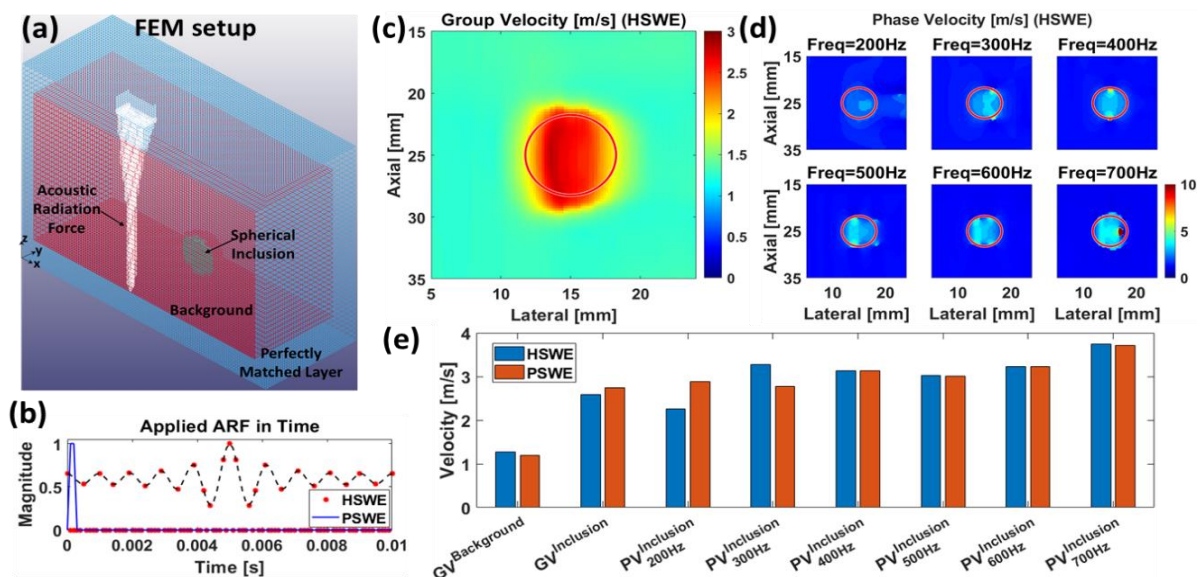 (a)
FEM setup
Acoustic
Radiation
Force
Spherical
Inclusion
Background
Perfectly
Matched Layer
z
y
x
(b)
Applied ARF in Time
Magnitude
1
0.5
0
HSWE
PSWE
0 0.002 0.004 0.006 0.008 0.01
Time [s]
(c)
Group Velocity [m/s] (HSWE)
Axial [mm]
15
20
25
30
35
5 10 15 20
Lateral [mm]
3
2.5
2
1.5
1
0.5
0
(d)
Phase Velocity [m/s] (HSWE)
Freq=200Hz Freq=300Hz Freq=400Hz
Axial [mm]
15
25
35
Freq=500Hz Freq=600Hz Freq=700Hz
Axial [mm]
15
25
35
10 20 10 20 10 20
Lateral [mm] Lateral [mm] Lateral [mm]
10
5
0
(e)
Velocity [m/s]
4
3
2
1
0
HSWE
PSWE
GV Background
GV Inclusion
PV Inclusion 200Hz
PV Inclusion 300Hz
PV Inclusion 400Hz
PV Inclusion 500Hz
PV Inclusion 600Hz
PV Inclusion 700Hz